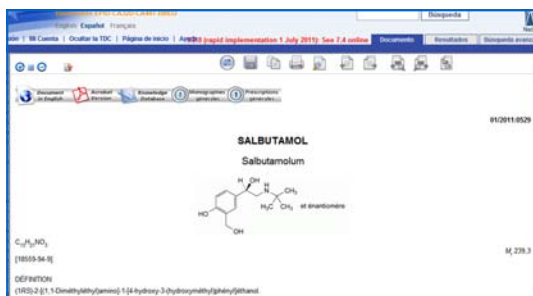 Búsqueda
English Español Français
Mi Cuenta | Ocultar la TDC | Página de inicio | (rapid implementation 1 July 2011): See 7.4 online Documento Resultados Búsqueda
Document in English
Acrobat Version
Knowledge Database
Monographies générales
Prescriptions générales
01/2011:0529
SALBUTAMOL
Salbutamolum
H OH H
N CH₃
H₃C CH₃ et énantiomère
HO
OH
C₁₃H₂₁NO₃ Mr 239,3
[18559-94-9]
DÉFINITION
(1RS)-2-[(1,1-Diméthyléthyl)amino]-1-[4-hydroxy-3-(hydroxyméthyl)phényl]éthanol.